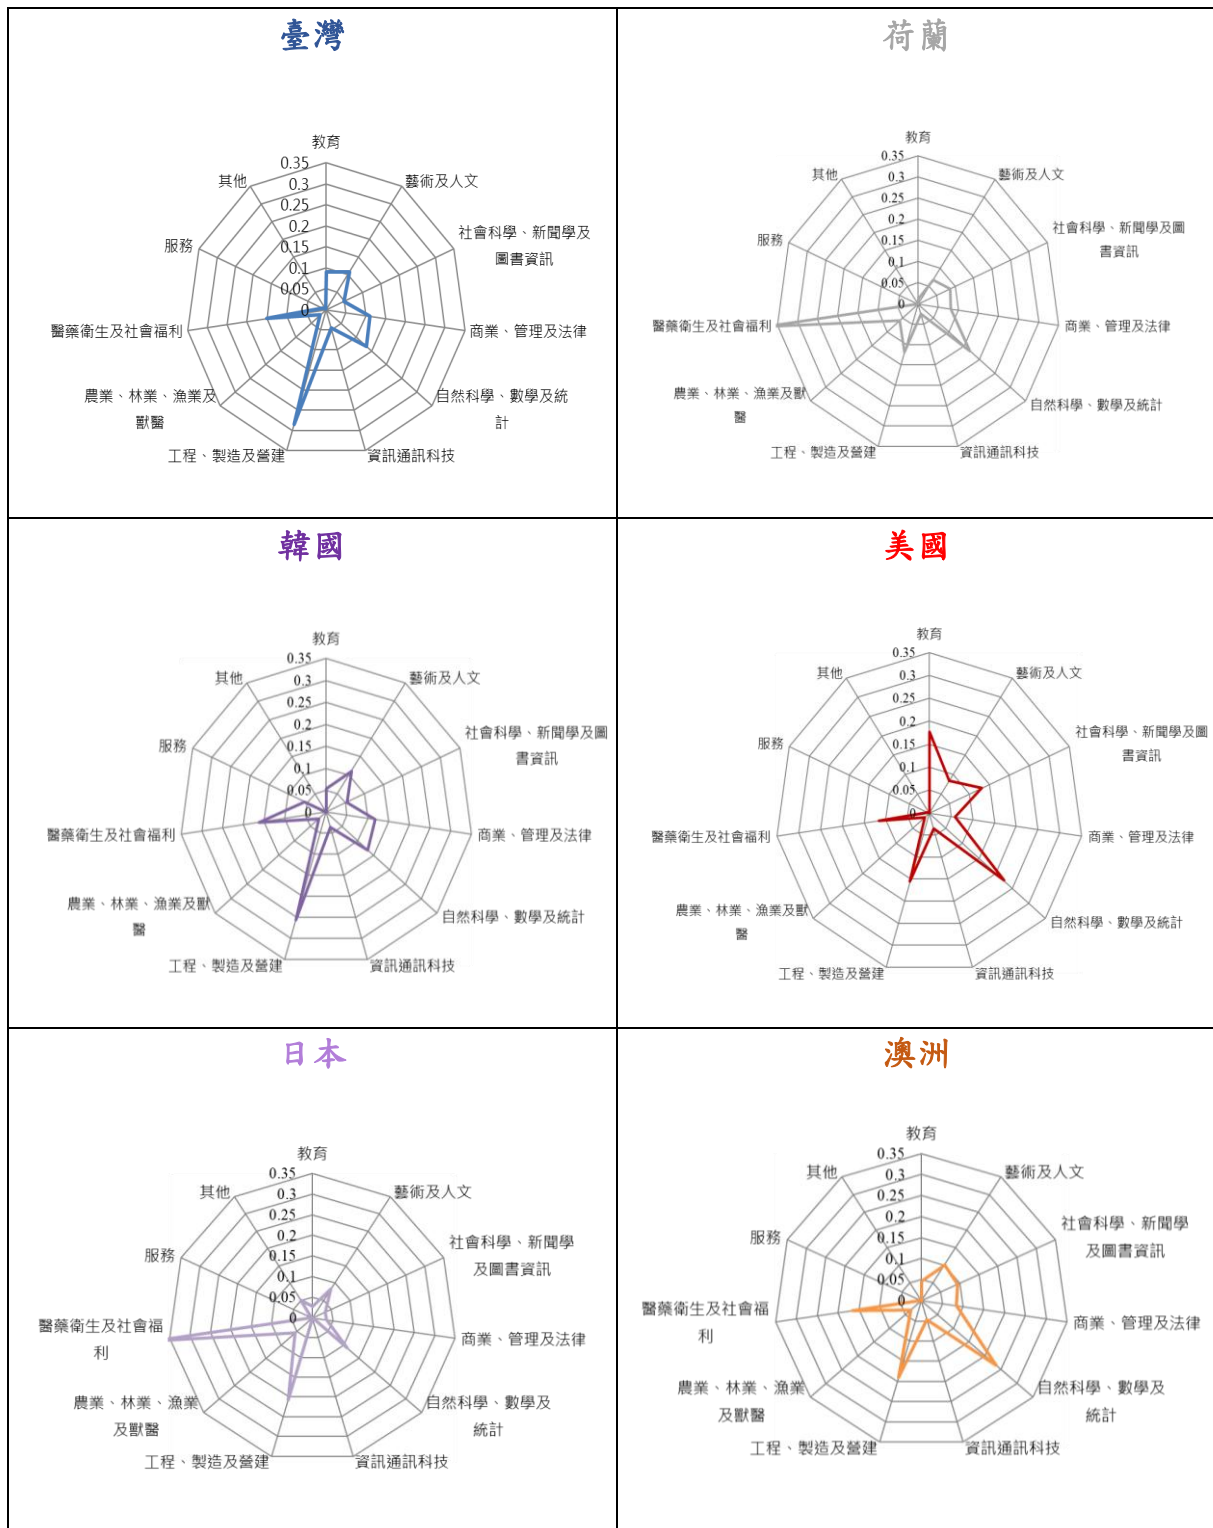 臺灣
教育
0.35
0.3
0.25
0.2
0.15
0.1
0.05
0
藝術及人文
社會科學、新聞學及
圖書資訊
商業、管理及法律
自然科學、數學及統
計
資訊通訊科技
工程、製造及營建
農業、林業、漁業及
獸醫
醫藥衛生及社會福利
服務
其他
荷蘭
教育
0.35
0.3
0.25
0.2
0.15
0.1
0.05
0
藝術及人文
社會科學、新聞學及圖
書資訊
商業、管理及法律
自然科學、數學及統計
資訊通訊科技
工程、製造及營建
農業、林業、漁業及獸
醫
醫藥衛生及社會福利
服務
其他
韓國
教育
0.35
0.3
0.25
0.2
0.15
0.1
0.05
0
藝術及人文
社會科學、新聞學及圖
書資訊
商業、管理及法律
自然科學、數學及統計
資訊通訊科技
工程、製造及營建
農業、林業、漁業及獸
醫
醫藥衛生及社會福利
服務
其他
美國
教育
0.35
0.3
0.25
0.2
0.15
0.1
0.05
0
藝術及人文
社會科學、新聞學及圖
書資訊
商業、管理及法律
自然科學、數學及統計
資訊通訊科技
工程、製造及營建
農業、林業、漁業及獸
醫
醫藥衛生及社會福利
服務
其他
日本
教育
0.35
0.3
0.25
0.2
0.15
0.1
0.05
0
藝術及人文
社會科學、新聞學
及圖書資訊
商業、管理及法律
自然科學、數學及
統計
資訊通訊科技
工程、製造及營建
農業、林業、漁業
及獸醫
醫藥衛生及社會福
利
服務
其他
澳洲
教育
0.35
0.3
0.25
0.2
0.15
0.1
0.05
0
藝術及人文
社會科學、新聞學
及圖書資訊
商業、管理及法律
自然科學、數學及
統計
資訊通訊科技
工程、製造及營建
農業、林業、漁業
及獸醫
醫藥衛生及社會福
利
服務
其他